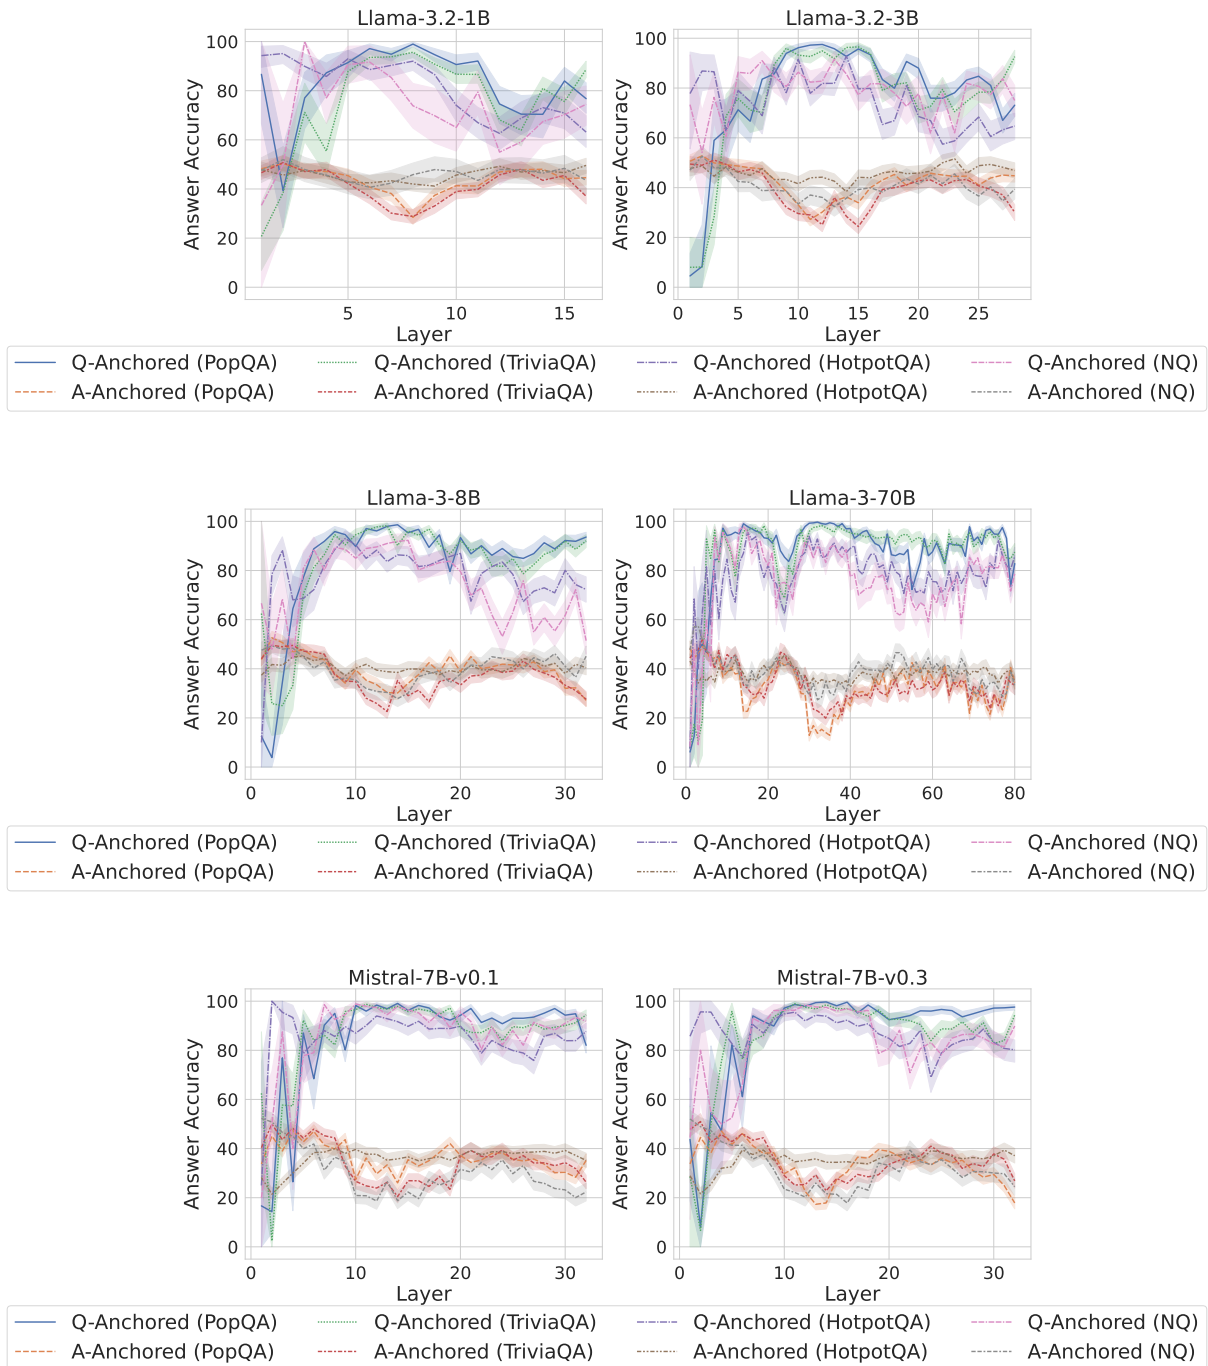 Llama-3.2-1B Llama-3.2-3B
100 100
80 80
60 60
40 40
20 20
0 0
Answer Accuracy Answer Accuracy
5 10 15 0 5 10 15 20 25
Layer Layer
Q-Anchored (PopQA) Q-Anchored (TriviaQA) Q-Anchored (HotpotQA) Q-Anchored (NQ)
A-Anchored (PopQA) A-Anchored (TriviaQA) A-Anchored (HotpotQA) A-Anchored (NQ)
Llama-3-8B Llama-3-70B
100 100
80 80
60 60
40 40
20 20
0 0
Answer Accuracy Answer Accuracy
0 10 20 30 0 20 40 60 80
Layer Layer
Q-Anchored (PopQA) Q-Anchored (TriviaQA) Q-Anchored (HotpotQA) Q-Anchored (NQ)
A-Anchored (PopQA) A-Anchored (TriviaQA) A-Anchored (HotpotQA) A-Anchored (NQ)
Mistral-7B-v0.1 Mistral-7B-v0.3
100 100
80 80
60 60
40 40
20 20
0 0
Answer Accuracy Answer Accuracy
0 10 20 30 0 10 20 30
Layer Layer
Q-Anchored (PopQA) Q-Anchored (TriviaQA) Q-Anchored (HotpotQA) Q-Anchored (NQ)
A-Anchored (PopQA) A-Anchored (TriviaQA) A-Anchored (HotpotQA) A-Anchored (NQ)